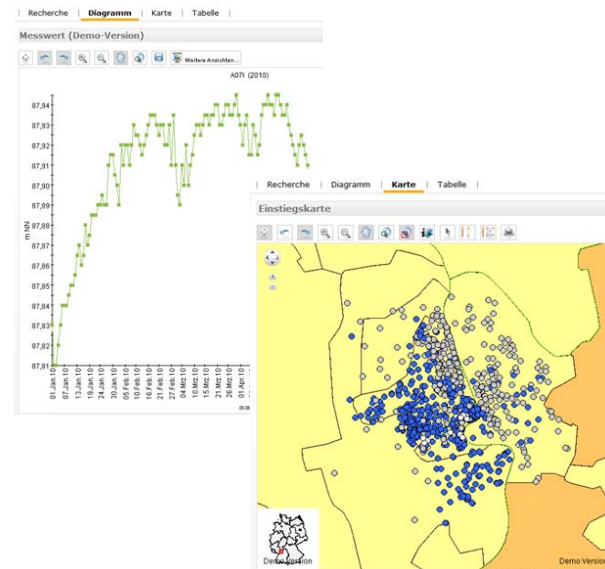 | Recherche | Diagramm | Karte | Tabelle |
Messwert (Demo-Version)
Weitere Ansichten...
A07I (2010)
87,94
87,93
87,92
87,91
87,90
87,89
87,88
87,86
87,85
87,84
87,83
87,82
87,81
m NN
01.Jan.10
07.Jan.10
13.Jan.10
19.Jan.10
24.Jan.10
30.Jan.10
05.Feb.10
10.Feb.10
16.Feb.10
21.Feb.10
27.Feb.10
04.Mrz.10
10.Mrz.10
15.Mrz.10
21.Mrz.10
26.Mrz.10
01.Apr.10
| Recherche | Diagramm | Karte | Tabelle |
Einstiegskarte
Demo Version
Demo Version